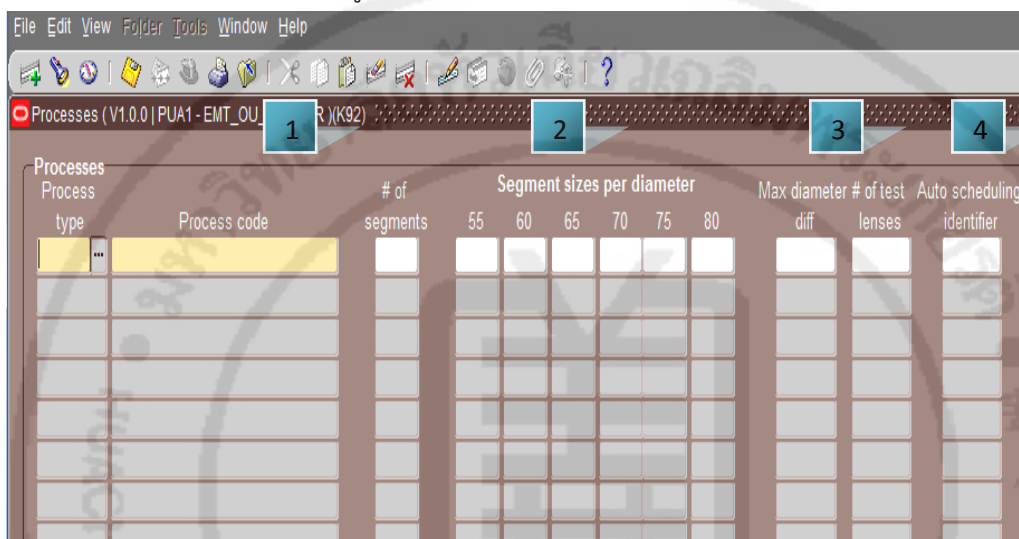 File Edit View Folder Tools Window Help
Processes ( V1.0.0 | PUA1 - EMT_OU_ R )(K92)
1 2 3 4
Processes
Process # of Segment sizes per diameter Max diameter # of test Auto scheduling
type Process code segments 55 60 65 70 75 80 diff lenses identifier